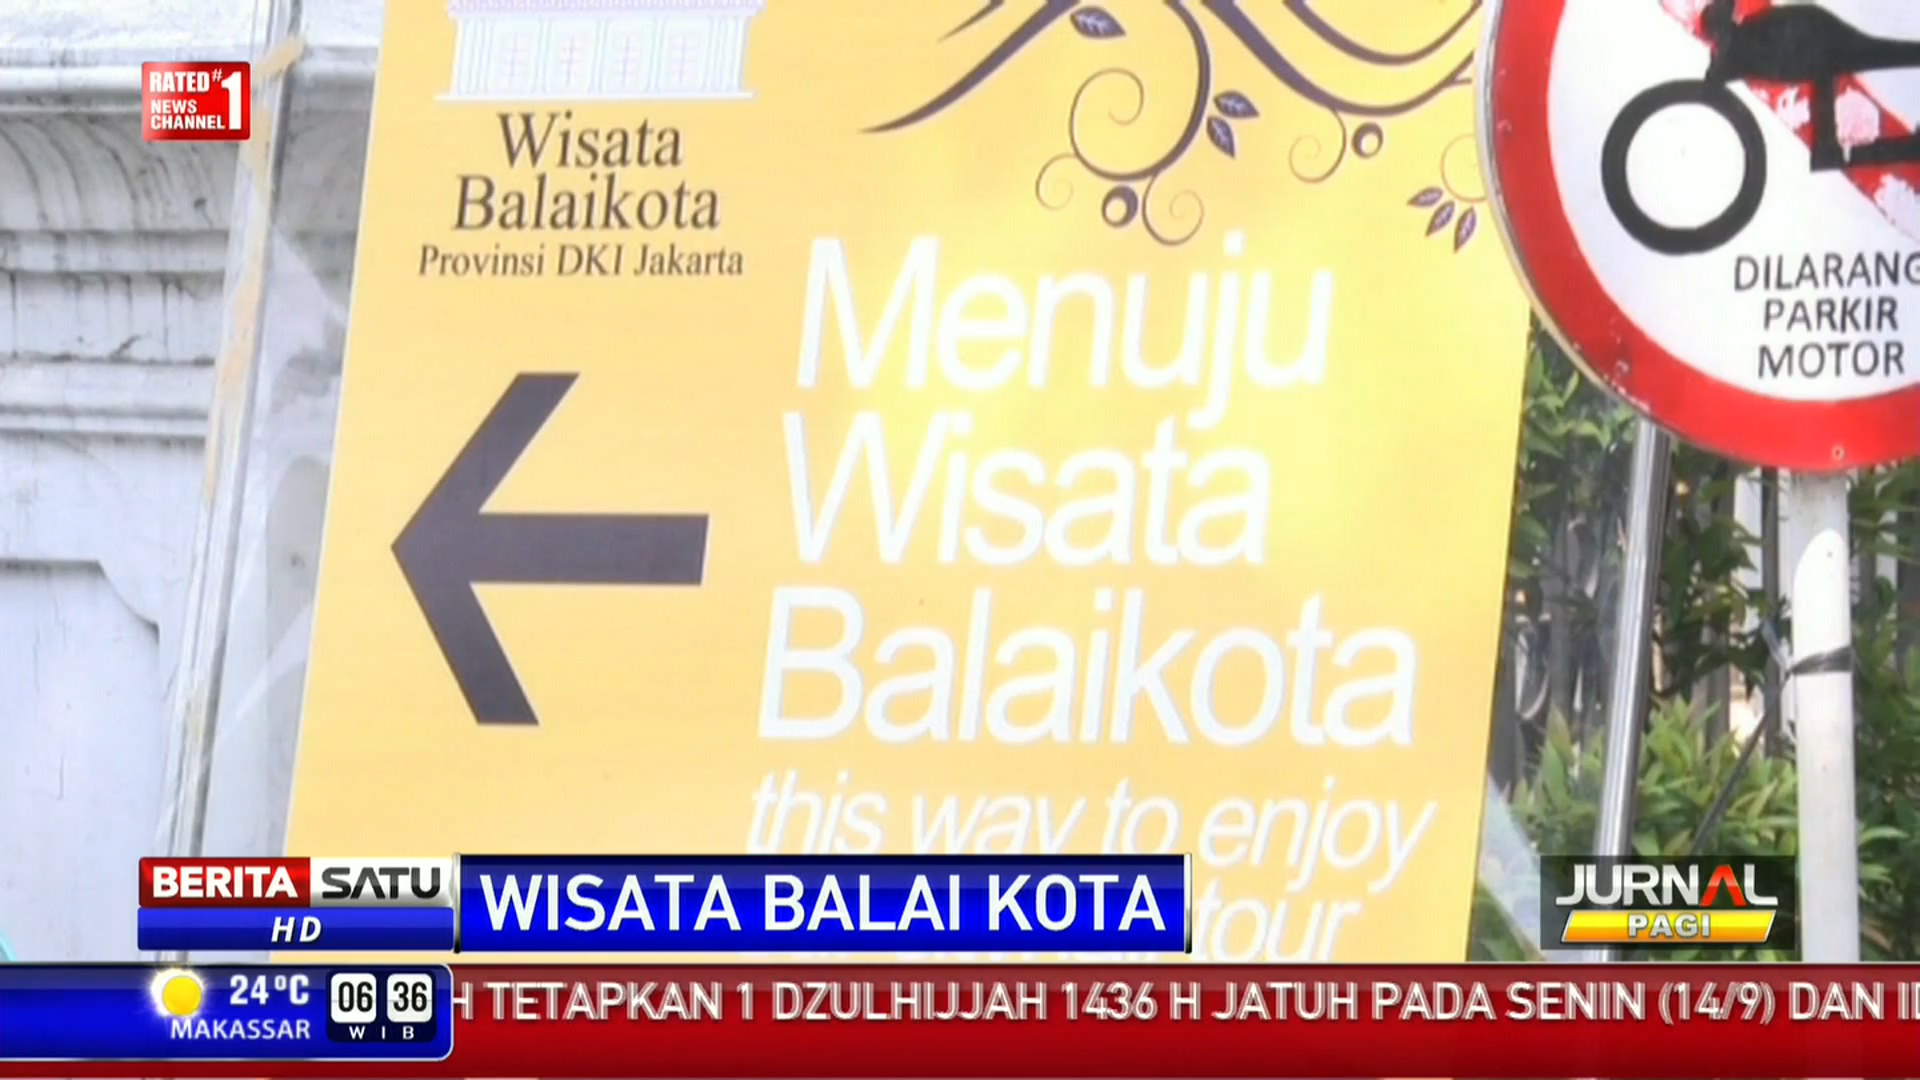 RATED #1
NEWS
CHANNEL
Wisata
Balaikota
Provinsi DKI Jakarta
Menuju
Wisata
Balaikota
this way to enjoy
tour
DILARANG
PARKIR
MOTOR
BERITA SATU
HD
WISATA BALAI KOTA
JURNAL
PAGI
24°C
MAKASSAR
06 36
WIB
H TETAPKAN 1 DZULHIJJAH 1436 H JATUH PADA SENIN (14/9) DAN